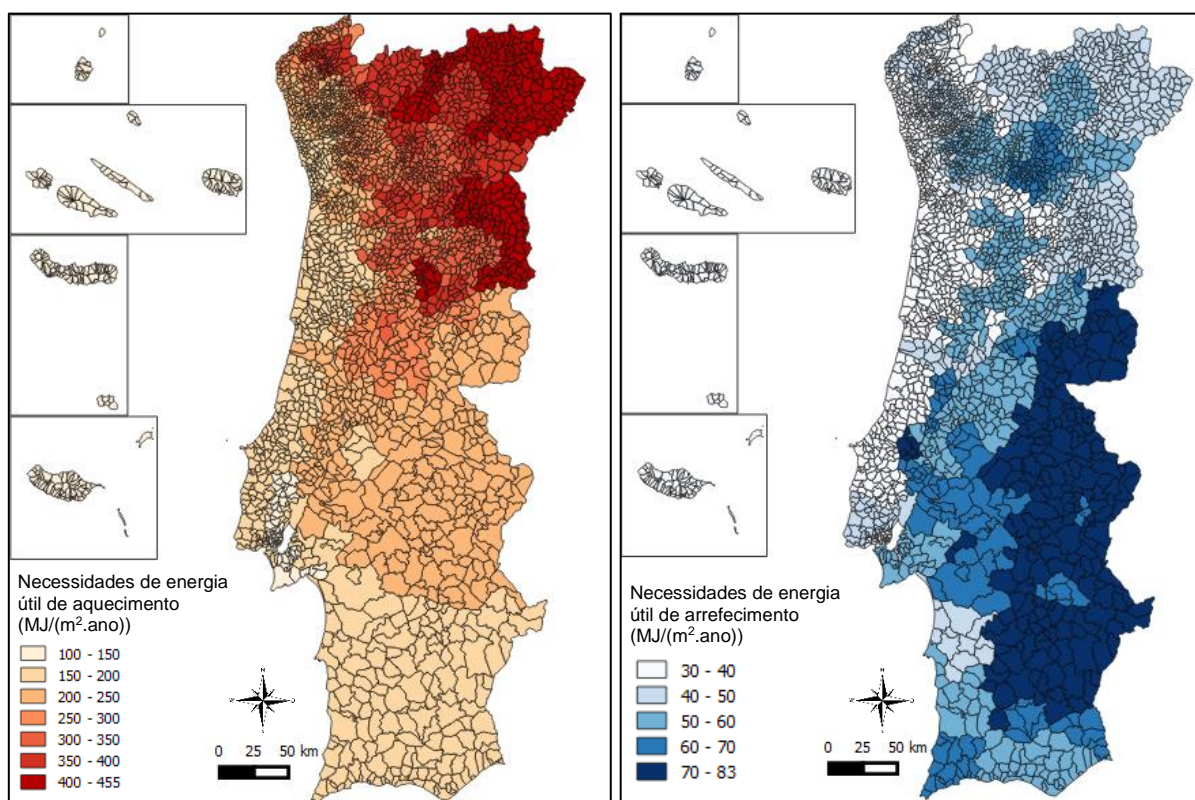 Necessidades de energia
útil de aquecimento
(MJ/(m².ano))
100 - 150
150 - 200
200 - 250
250 - 300
300 - 350
350 - 400
400 - 455
N
W
E
S
0 25 50 km
Necessidades de energia
útil de arrefecimento
(MJ/(m².ano))
30 - 40
40 - 50
50 - 60
60 - 70
70 - 83
N
W
E
S
0 25 50 km